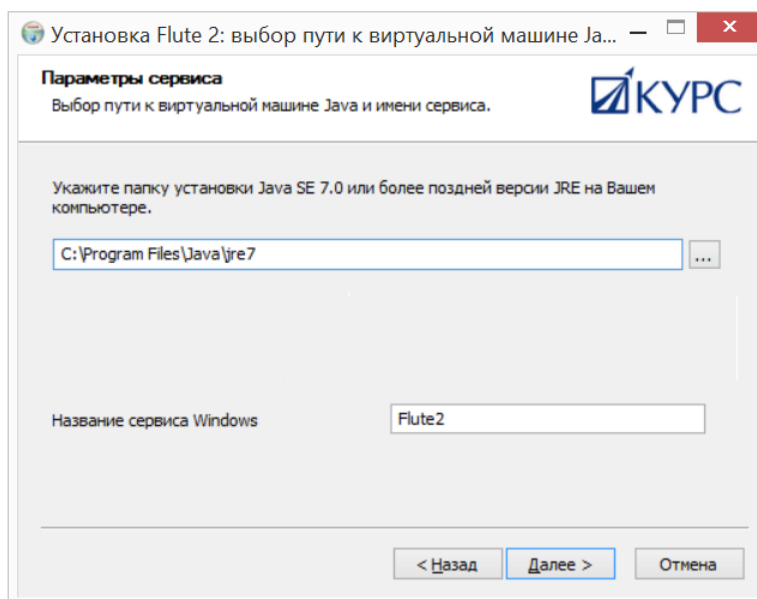 Установка Flute 2: выбор пути к виртуальной машине Ja...
Параметры сервиса
Выбор пути к виртуальной машине Java и имени сервиса.
КУРС
Укажите папку установки Java SE 7.0 или более поздней версии JRE на Вашем
компьютере.
C:\Program Files\Java\jre7
...
Название сервиса Windows
Flute2
< Назад
Далее >
Отмена